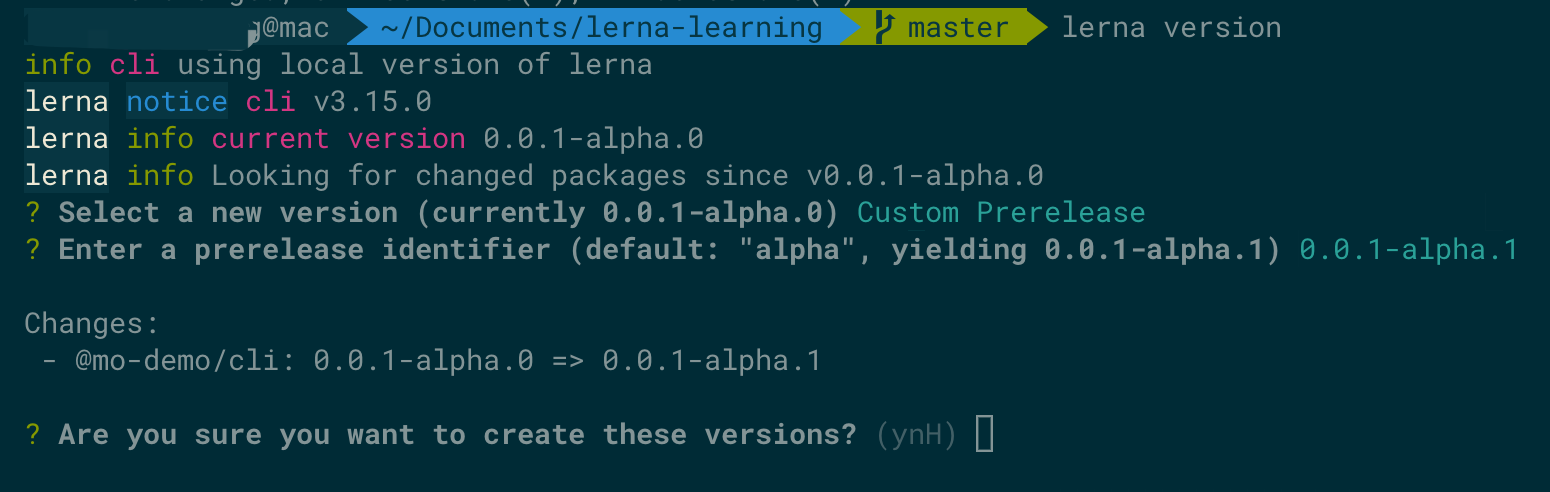 @mac ~/Documents/lerna-learning master lerna version
info cli using local version of lerna
lerna notice cli v3.15.0
lerna info current version 0.0.1-alpha.0
lerna info Looking for changed packages since v0.0.1-alpha.0
? Select a new version (currently 0.0.1-alpha.0) Custom Prerelease
? Enter a prerelease identifier (default: "alpha", yielding 0.0.1-alpha.1) 0.0.1-alpha.1
Changes:
- @mo-demo/cli: 0.0.1-alpha.0 => 0.0.1-alpha.1
? Are you sure you want to create these versions? (ynH)